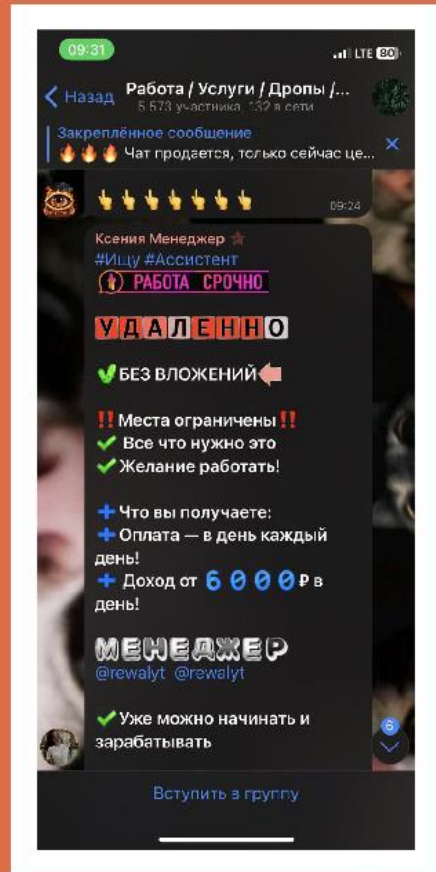 09:31
LTE 80
Назад
Работа / Услуги / Дропы /...
5 573 участника, 132 в сети
Закреплённое сообщение
🔥🔥🔥 Чат продается, только сейчас це...
👆👆👆👆👆👆👆
09:24
Ксения Менеджер
#Ищу #Ассистент
РАБОТА СРОЧНО
УДАЛЕННО
✔БЕЗ ВЛОЖЕНИЙ
‼Места ограничены‼
✔ Все что нужно это
✔Желание работать!
➕Что вы получаете:
➕Оплата — в день каждый
день!
➕ Доход от 6000₽ в
день!
МЕНЕДЖЕР
@rewalyt @rewalyt
✔Уже можно начинать и
зарабатывать
6
Вступить в группу